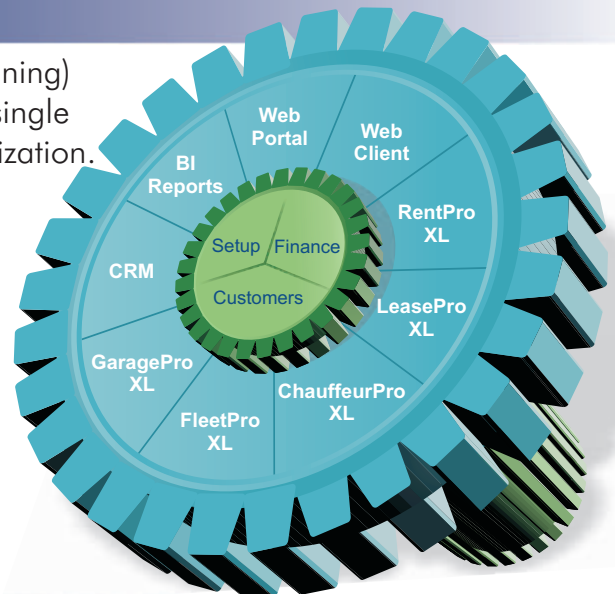 ning)
single
ization.
Web
Portal
Web
Client
BI
Reports
RentPro
XL
CRM
Setup
Finance
Customers
LeasePro
XL
GaragePro
XL
ChauffeurPro
XL
FleetPro
XL